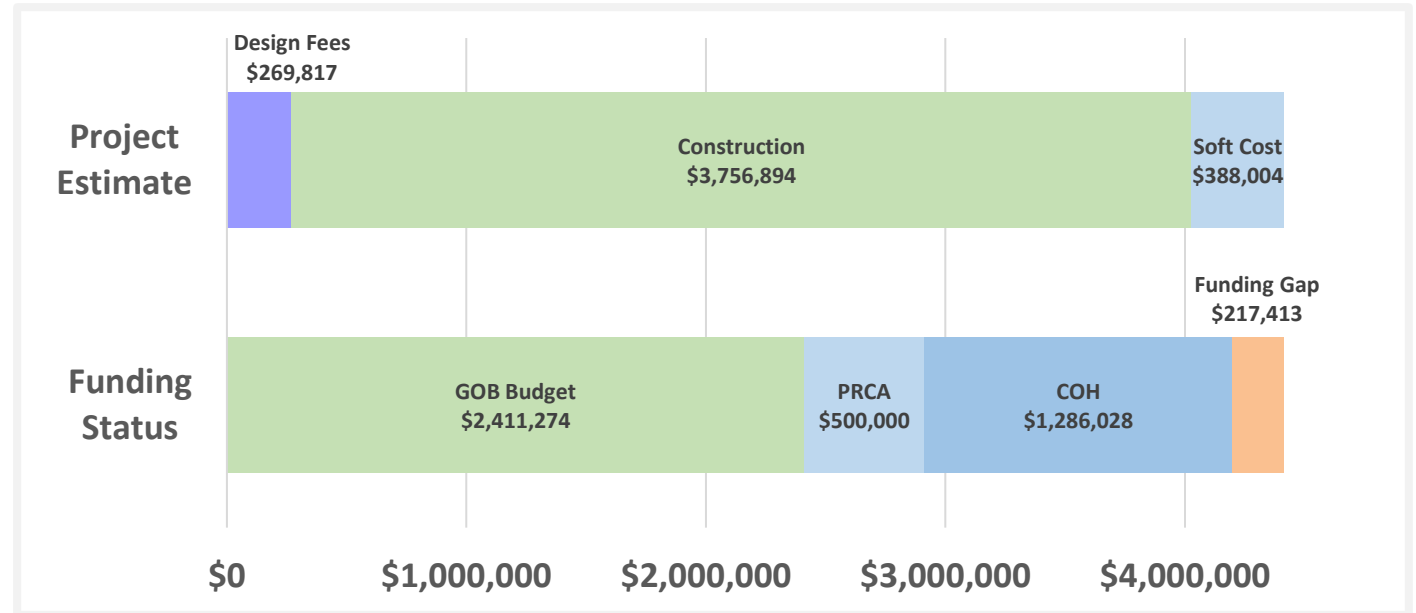 Design Fees
$269,817
Project
Estimate
Construction
$3,756,894
Soft Cost
$388,004
Funding Gap
$217,413
Funding
Status
GOB Budget
$2,411,274
PRCA
$500,000
COH
$1,286,028
$0
$1,000,000
$2,000,000
$3,000,000
$4,000,000